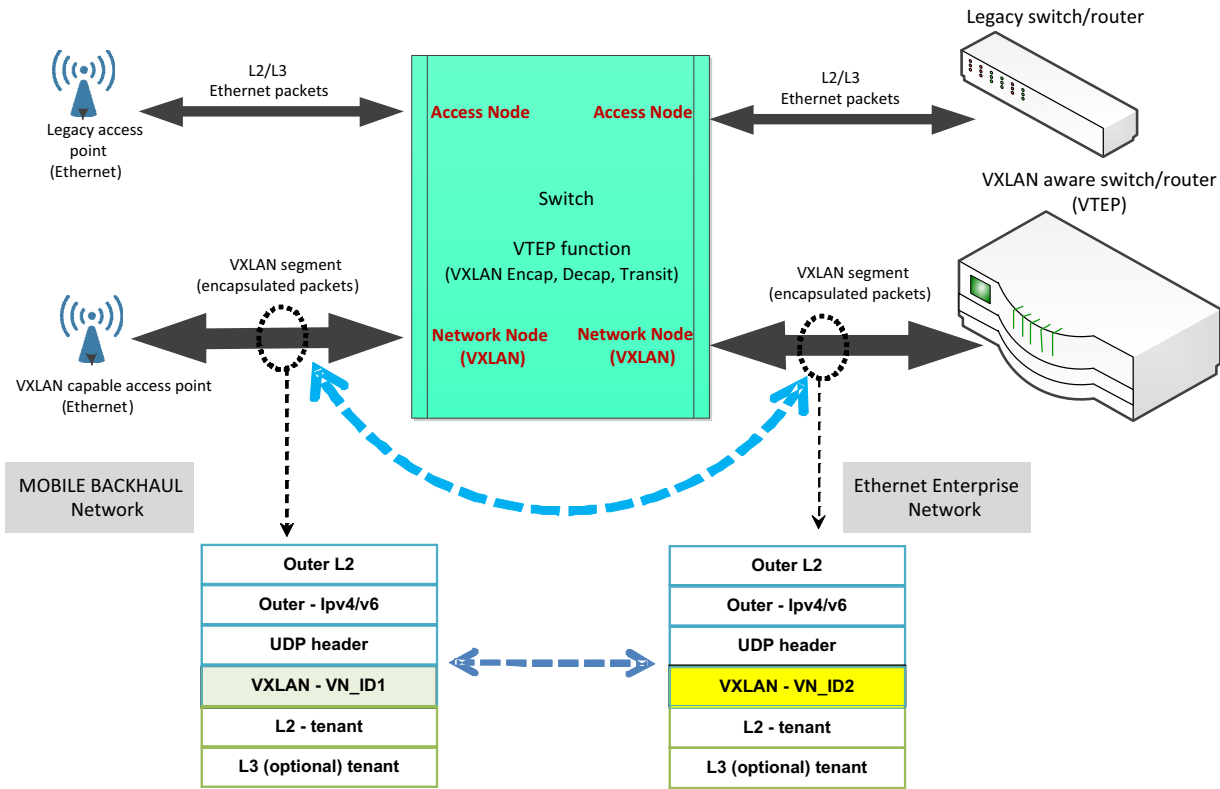 Legacy switch/router
L2/L3
Ethernet packets
L2/L3
Ethernet packets
Access Node
Access Node
Legacy access
point
(Ethernet)
VXLAN aware switch/router
(VTEP)
Switch
VTEP function
(VXLAN Encap, Decap, Transit)
VXLAN segment
(encapsulated packets)
VXLAN segment
(encapsulated packets)
Network Node
(VXLAN)
Network Node
(VXLAN)
VXLAN capable access point
(Ethernet)
MOBILE BACKHAUL
Network
Ethernet Enterprise
Network
Outer L2
Outer - Ipv4/v6
UDP header
VXLAN - VN_ID1
L2 - tenant
L3 (optional) tenant
Outer L2
Outer - Ipv4/v6
UDP header
VXLAN - VN_ID2
L2 - tenant
L3 (optional) tenant